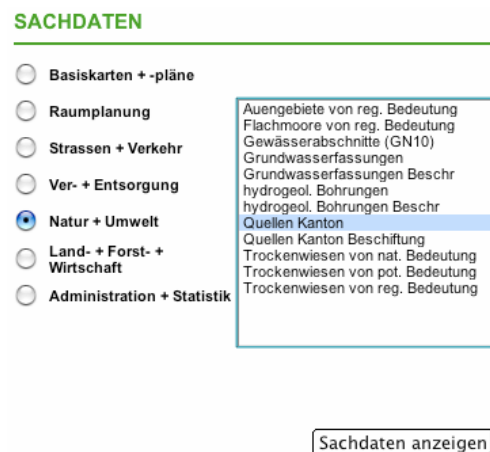 SACHDATEN
Basiskarten + -pläne
Raumplanung
Strassen + Verkehr
Ver- + Entsorgung
Natur + Umwelt
Land- + Forst- +
Wirtschaft
Administration + Statistik
Auengebiete von reg. Bedeutung
Flachmoore von reg. Bedeutung
Gewässerabschnitte (GN10)
Grundwasserfassungen
Grundwasserfassungen Beschr
hydrogeol. Bohrungen
hydrogeol. Bohrungen Beschr
Quellen Kanton
Quellen Kanton Beschiftung
Trockenwiesen von nat. Bedeutung
Trockenwiesen von pot. Bedeutung
Trockenwiesen von reg. Bedeutung
Sachdaten anzeigen